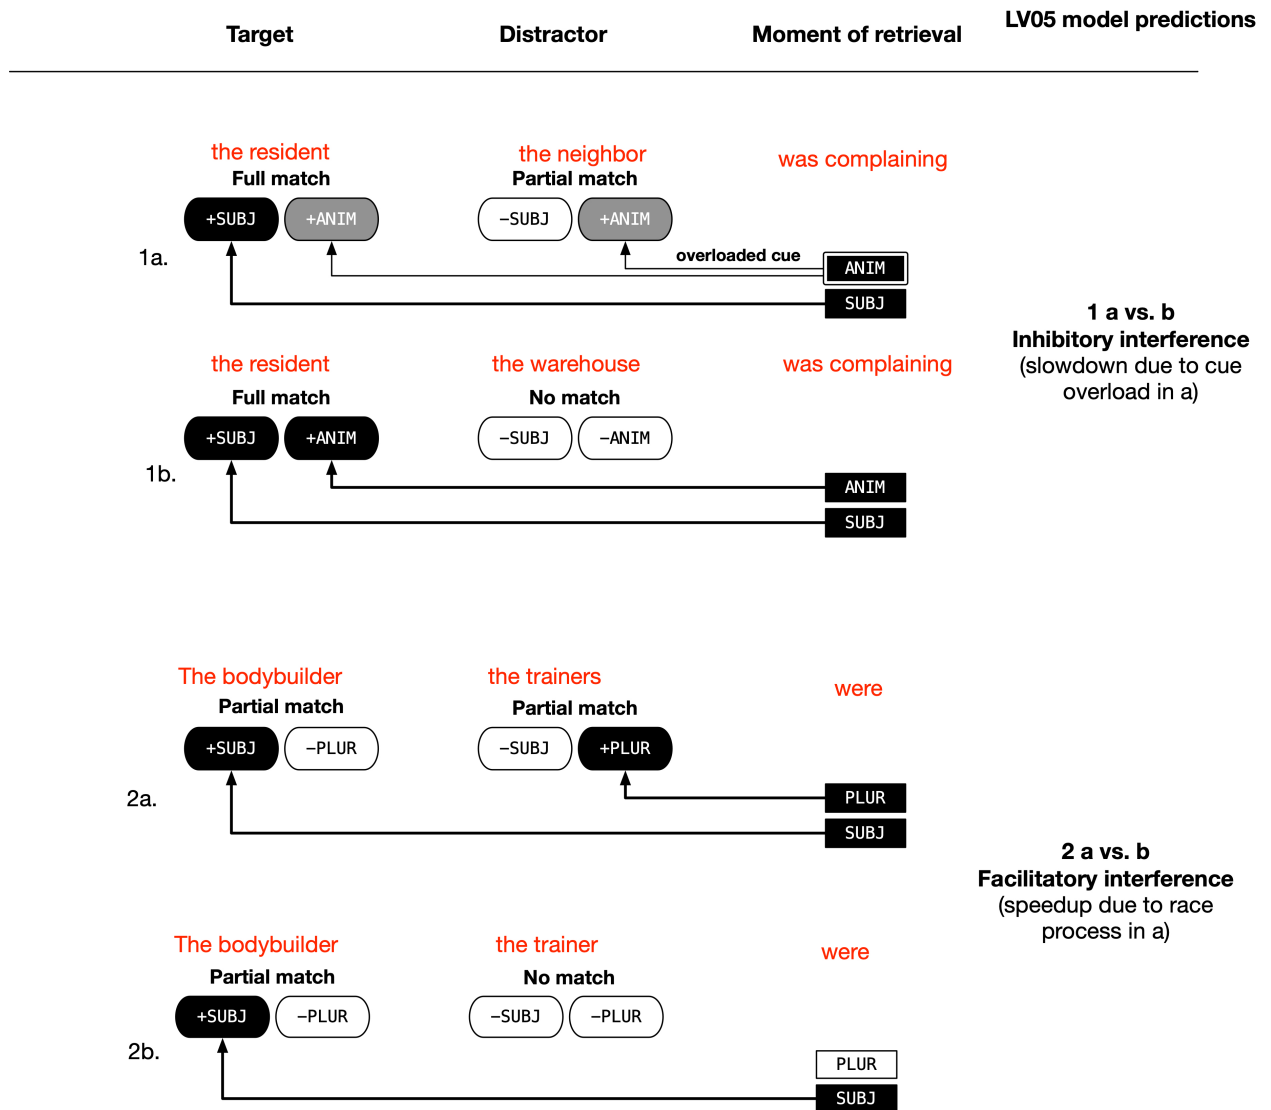 Target Distractor Moment of retrieval LV05 model predictions
the resident the neighbor was complaining
Full match Partial match
+SUBJ +ANIM −SUBJ +ANIM
1a. overloaded cue ANIM
SUBJ
1 a vs. b
Inhibitory interference
(slowdown due to cue
overload in a)
the resident the warehouse was complaining
Full match No match
+SUBJ +ANIM −SUBJ −ANIM
1b. ANIM
SUBJ
The bodybuilder the trainers were
Partial match Partial match
+SUBJ −PLUR −SUBJ +PLUR
2a. PLUR
SUBJ
2 a vs. b
Facilitatory interference
(speedup due to race
process in a)
The bodybuilder the trainer were
Partial match No match
+SUBJ −PLUR −SUBJ −PLUR
2b. PLUR
SUBJ